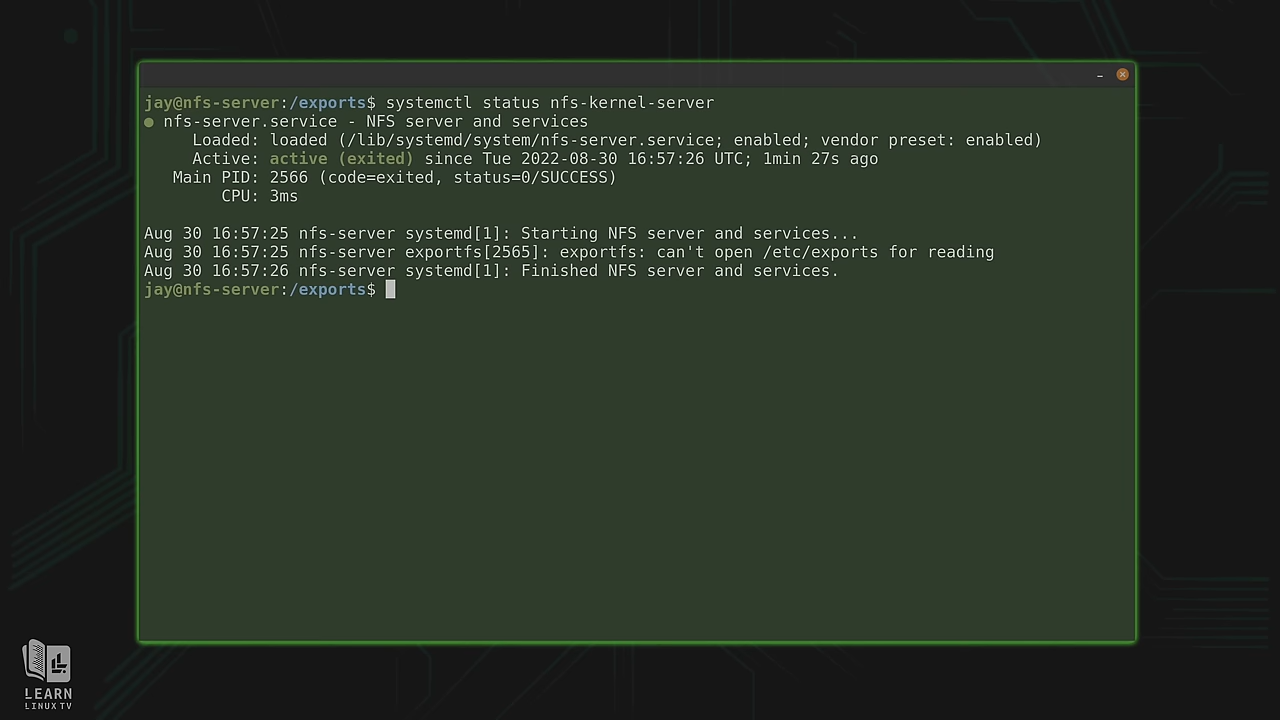 jay@nfs-server:/exports$ systemctl status nfs-kernel-server
● nfs-server.service - NFS server and services
     Loaded: loaded (/lib/systemd/system/nfs-server.service; enabled; vendor preset: enabled)
     Active: active (exited) since Tue 2022-08-30 16:57:26 UTC; 1min 27s ago
   Main PID: 2566 (code=exited, status=0/SUCCESS)
        CPU: 3ms

Aug 30 16:57:25 nfs-server systemd[1]: Starting NFS server and services...
Aug 30 16:57:25 nfs-server exportfs[2565]: exportfs: can't open /etc/exports for reading
Aug 30 16:57:26 nfs-server systemd[1]: Finished NFS server and services.
jay@nfs-server:/exports$
LEARN
LINUX TV